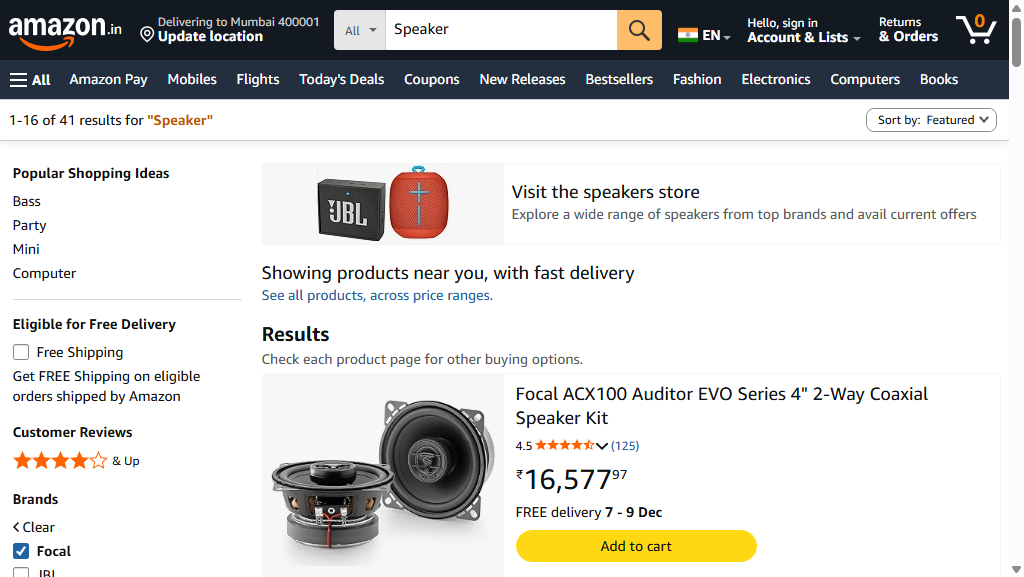 amazon.in
Delivering to Mumbai 400001
Update location
All
Speaker
EN
Hello, sign in
Account & Lists
Returns
& Orders
0
All
Amazon Pay
Mobiles
Flights
Today's Deals
Coupons
New Releases
Bestsellers
Fashion
Electronics
Computers
Books
1-16 of 41 results for "Speaker"
Sort by: Featured
Popular Shopping Ideas
Bass
Party
Mini
Computer
Eligible for Free Delivery
Free Shipping
Get FREE Shipping on eligible
orders shipped by Amazon
Customer Reviews
& Up
Brands
Clear
Focal
JBL
JBL
Visit the speakers store
Explore a wide range of speakers from top brands and avail current offers
Showing products near you, with fast delivery
See all products, across price ranges.
Results
Check each product page for other buying options.
Focal ACX100 Auditor EVO Series 4" 2-Way Coaxial
Speaker Kit
4.5 (125)
₹16,57797
FREE delivery 7 - 9 Dec
Add to cart